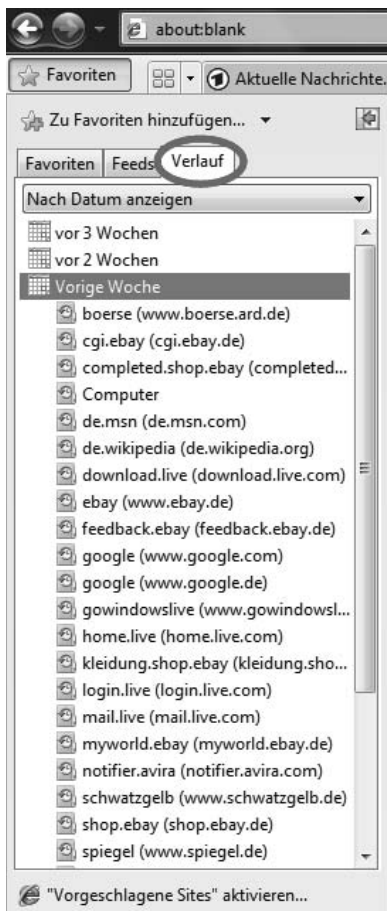 about:blank
Favoriten Aktuelle Nachrichte.
Zu Favoriten hinzufügen...
Favoriten Feeds Verlauf
Nach Datum anzeigen
vor 3 Wochen
vor 2 Wochen
Vorige Woche
boerse (www.boerse.ard.de)
cgi.ebay (cgi.ebay.de)
completed.shop.ebay (completed...
Computer
de.msn (de.msn.com)
de.wikipedia (de.wikipedia.org)
download.live (download.live.com)
ebay (www.ebay.de)
feedback.ebay (feedback.ebay.de)
google (www.google.com)
google (www.google.de)
gowindowslive (www.gowindowsl...
home.live (home.live.com)
kleidung.shop.ebay (kleidung.sho...
login.live (login.live.com)
mail.live (mail.live.com)
myworld.ebay (myworld.ebay.de)
notifier.avira (notifier.avira.com)
schwatzgelb (www.schwatzgelb.de)
shop.ebay (shop.ebay.de)
spiegel (www.spiegel.de)
"Vorgeschlagene Sites" aktivieren...